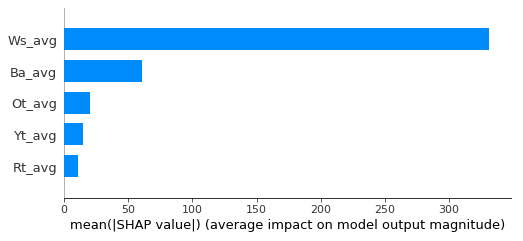 Ws_avg
Ba_avg
Ot_avg
Yt_avg
Rt_avg
0 50 100 150 200 250 300
mean(|SHAP value|) (average impact on model output magnitude)